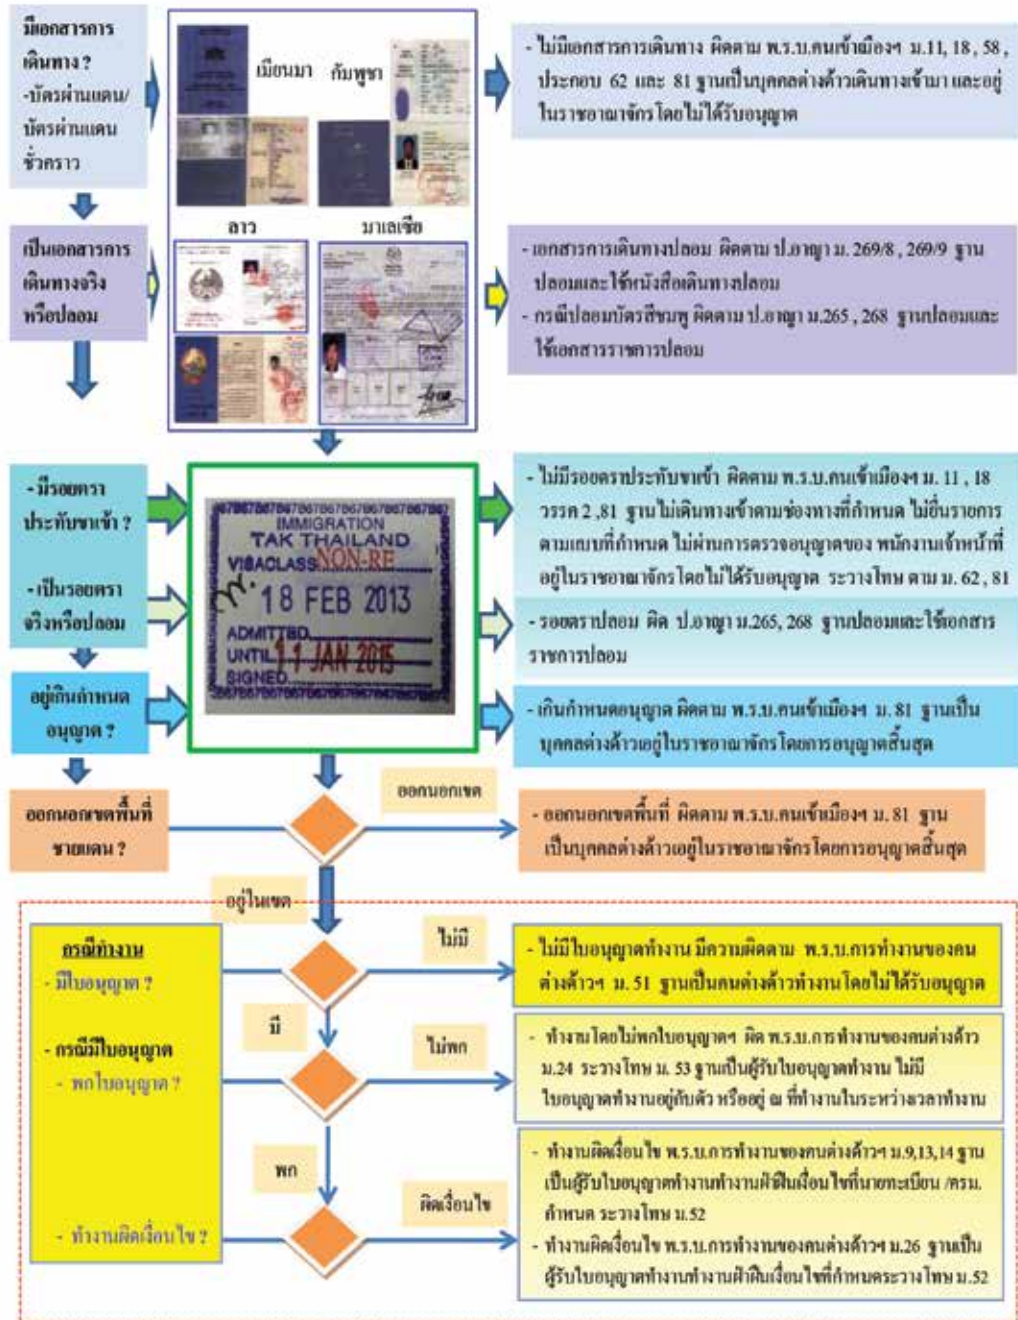 มีเอกสารการ
เดินทาง ?
-บัตรผ่านแดน/
บัตรผ่านแดน
ชั่วคราว
เมียนมา กัมพูชา
- ไม่มีเอกสารการเดินทาง ผิดตาม พ.ร.บ.คนเข้าเมืองฯ ม.11, 18 , 58 ,
ประกอบ 62 และ 81 ฐานเป็นบุคคลต่างด้าวเดินทางเข้ามา และอยู่
ในราชอาณาจักรโดยไม่ได้รับอนุญาต
ลาว มาเลเซีย
เป็นเอกสารการ
เดินทางจริง
หรือปลอม
- เอกสารการเดินทางปลอม ผิดตาม ป.อาญา ม. 269/8 , 269/9 ฐาน
ปลอมและใช้หนังสือเดินทางปลอม
- กรณีปลอมบัตรสีชมพู ผิดตาม ป.อาญา ม.265 , 268 ฐานปลอมและ
ใช้เอกสารราชการปลอม
- มีรอยตรา
ประทับขาเข้า ?
- เป็นรอยตรา
จริงหรือปลอม
IMMIGRATION
TAK THAILAND
VISACLASS NON-RE
18 FEB 2013
ADMITTED
UNTIL 11 JAN 2015
SIGNED
- ไม่มีรอยตราประทับขาเข้า ผิดตาม พ.ร.บ.คนเข้าเมืองฯ ม. 11 , 18
วรรค 2 ,81 ฐานไม่เดินทางเข้าตามช่องทางที่กำหนด ไม่ยื่นรายการ
ตามแบบที่กำหนด ไม่ผ่านการตรวจอนุญาตของ พนักงานเจ้าหน้าที่
อยู่ในราชอาณาจักรโดยไม่ได้รับอนุญาต ระวางโทษ ตาม ม. 62 , 81
- รอยตราปลอม ผิด ป.อาญา ม.265, 268 ฐานปลอมและใช้เอกสาร
ราชการปลอม
อยู่เกินกำหนด
อนุญาต ?
- เกินกำหนดอนุญาต ผิดตาม พ.ร.บ.คนเข้าเมืองฯ ม. 81 ฐานเป็น
บุคคลต่างด้าวอยู่ในราชอาณาจักรโดยการอนุญาตสิ้นสุด
ออกนอกเขต
ออกนอกเขตพื้นที่
ชายแดน ?
- ออกนอกเขตพื้นที่ ผิดตาม พ.ร.บ.คนเข้าเมืองฯ ม. 81 ฐาน
เป็นบุคคลต่างด้าวอยู่ในราชอาณาจักรโดยการอนุญาตสิ้นสุด
อยู่ในเขต
กรณีทำงาน
- มีใบอนุญาต ?
ไม่มี
- ไม่มีใบอนุญาตทำงาน มีความผิดตาม พ.ร.บ.การทำงานของคน
ต่างด้าวฯ ม. 51 ฐานเป็นคนต่างด้าวทำงานโดยไม่ได้รับอนุญาต
มี
- กรณีมีใบอนุญาต
- พกใบอนุญาต ?
ไม่พก
- ทำงานโดยไม่พกใบอนุญาตฯ ผิด พ.ร.บ.การทำงานของคนต่างด้าว
ม.24 ระวางโทษ ม. 53 ฐานเป็นผู้รับใบอนุญาตทำงาน ไม่มี
ใบอนุญาตทำงานอยู่กับตัว หรืออยู่ ณ ที่ทำงานในระหว่างเวลาทำงาน
พก
- ทำงานผิดเงื่อนไข ?
ผิดเงื่อนไข
- ทำงานผิดเงื่อนไข พ.ร.บ.การทำงานของคนต่างด้าวฯ ม.9,13,14 ฐาน
เป็นผู้รับใบอนุญาตทำงานทำงานฝ่าฝืนเงื่อนไขที่นายทะเบียน /ครม.
กำหนด ระวางโทษ ม.52
- ทำงานผิดเงื่อนไข พ.ร.บ.การทำงานของคนต่างด้าวฯ ม.26 ฐานเป็น
ผู้รับใบอนุญาตทำงานทำงานฝ่าฝืนเงื่อนไขที่กำหนดระวางโทษ ม.52